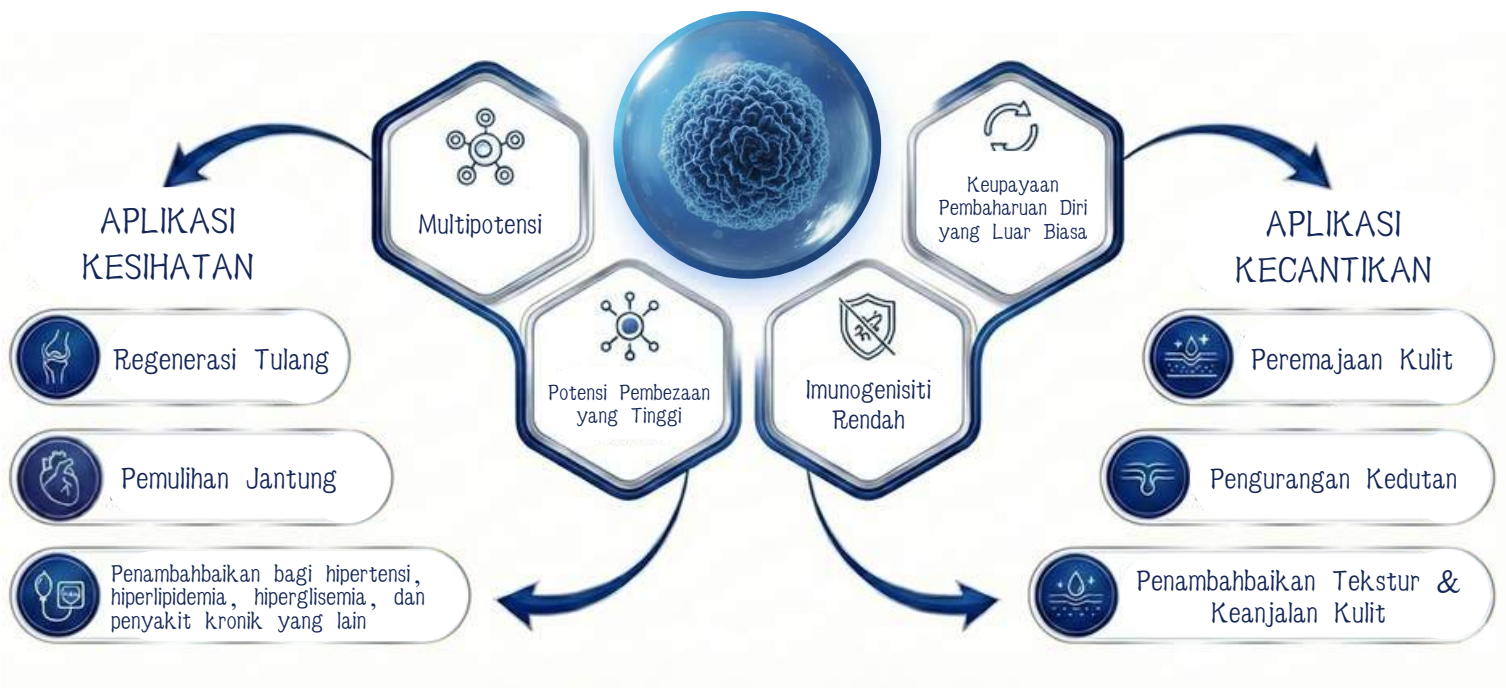 Multipotensi
Keupayaan
Pembaharuan Diri
yang Luar Biasa
Potensi Pembezaan
yang Tinggi
Imunogenisiti
Rendah
APLIKASI
KESIHATAN
Regenerasi Tulang
Pemulihan Jantung
Penambahbaikan bagi hipertensi,
hiperlipidemia, hiperglisemia, dan
penyakit kronik yang lain
APLIKASI
KECANTIKAN
Peremajaan Kulit
Pengurangan Kedutan
Penambahbaikan Tekstur &
Keanjalan Kulit